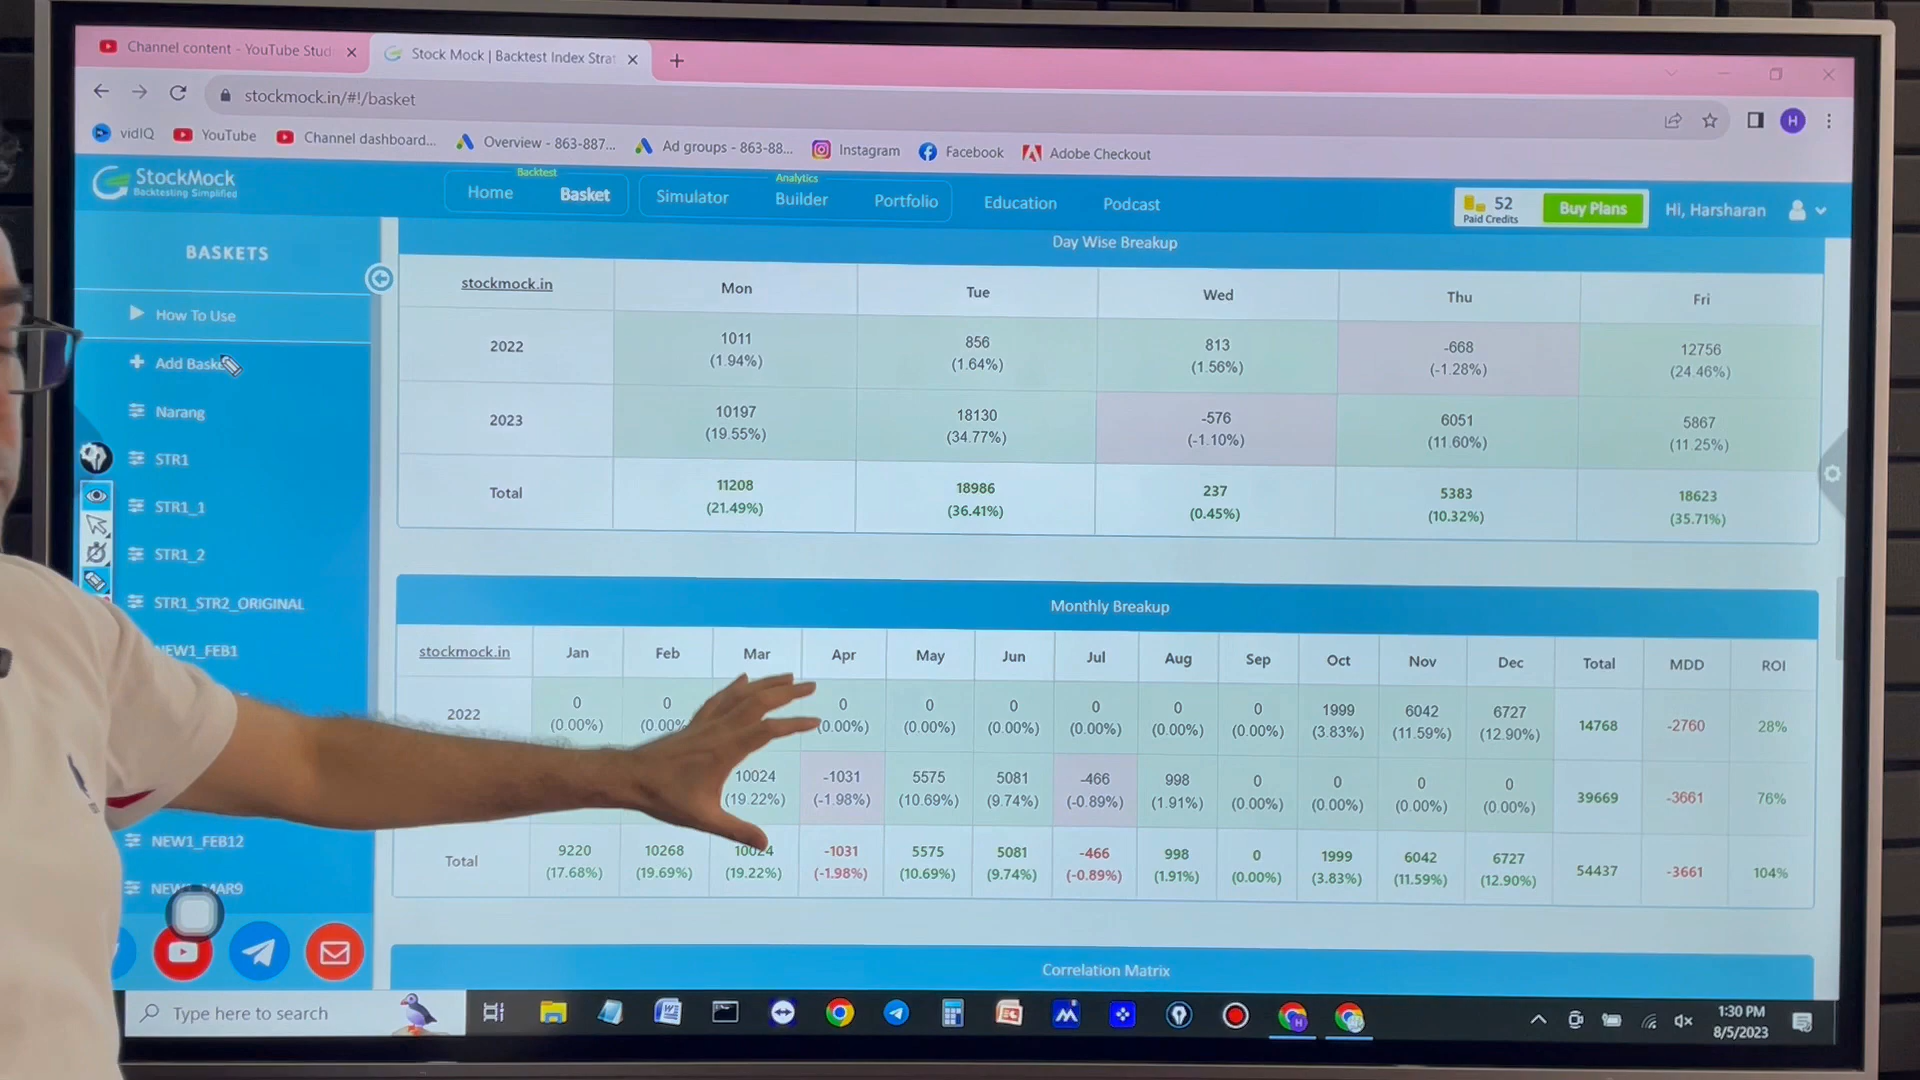 Channel content - YouTube Stud
Stock Mock | Backtest Index Strat
stockmock.in/#!/basket
vidIQ YouTube Channel dashboard... Overview - 863-887... Ad groups - 863-88... Instagram Facebook Adobe Checkout
StockMock
Backtesting Simplified
Backtest
Home Basket
Analytics
Simulator Builder Portfolio
Education Podcast
52
Paid Credits
Buy Plans
Hi, Harsharan
H
BASKETS
How To Use
Add Bask
Narang
STR1
STR1_1
STR1_2
STR1_STR2_ORIGINAL
EW1_FEB1
NEW1_FEB12
NEW MAR9
Day Wise Breakup
stockmock.in Mon Tue Wed Thu Fri
2022 1011 856 813 -668 12756
(1.94%) (1.64%) (1.56%) (-1.28%) (24.46%)
2023 10197 18130 -576 6051 5867
(19.55%) (34.77%) (-1.10%) (11.60%) (11.25%)
Total 11208 18986 237 5383 18623
(21.49%) (36.41%) (0.45%) (10.32%) (35.71%)
Monthly Breakup
stockmock.in Jan Feb Mar Apr May Jun Jul Aug Sep Oct Nov Dec Total MDD ROI
2022 0 0 0 0 0 0 0 0 1999 6042 6727 14768 -2760 28%
(0.00%) (0.00% (0.00%) (0.00%) (0.00%) (0.00%) (0.00%) (0.00%) (3.83%) (11.59%) (12.90%)
10024 -1031 5575 5081 -466 998 0 0 0 0 39669 -3661 76%
(19.22%) (-1.98%) (10.69%) (9.74%) (-0.89%) (1.91%) (0.00%) (0.00%) (0.00%) (0.00%)
Total 9220 10268 10024 -1031 5575 5081 -466 998 0 1999 6042 6727 54437 -3661 104%
(17.68%) (19.69%) (19.22%) (-1.98%) (10.69%) (9.74%) (-0.89%) (1.91%) (0.00%) (3.83%) (11.59%) (12.90%)
Correlation Matrix
Type here to search
1:30 PM
8/5/2023